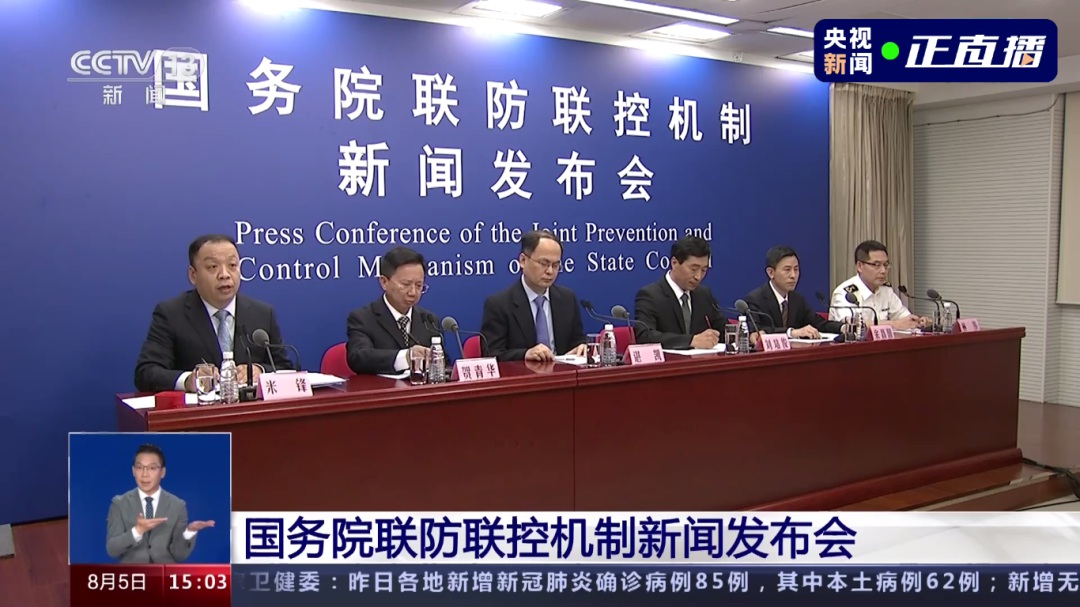 CCTV 13
新闻
央视新闻
正直播
国务院联防联控机制
新闻发布会
Press Conference of the Joint Prevention and
Control Mechanism of the State Council
米锋
贺青华
谌凯
国务院联防联控机制新闻发布会
8月5日
15:03
卫健委：昨日各地新增新冠肺炎确诊病例85例，其中本土病例62例；新增无